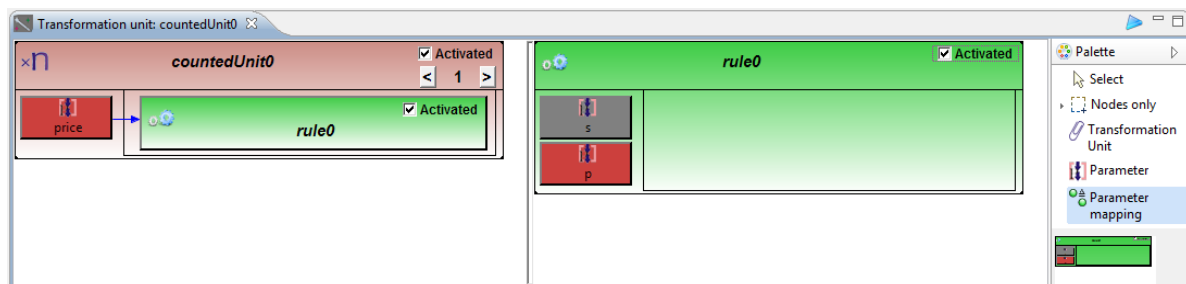 Transformation unit: countedUnit0
×n
countedUnit0
Activated
< 1 >
price
Activated
rule0
rule0
Activated
s
p
Palette
Select
Nodes only
Transformation
Unit
Parameter
Parameter
mapping